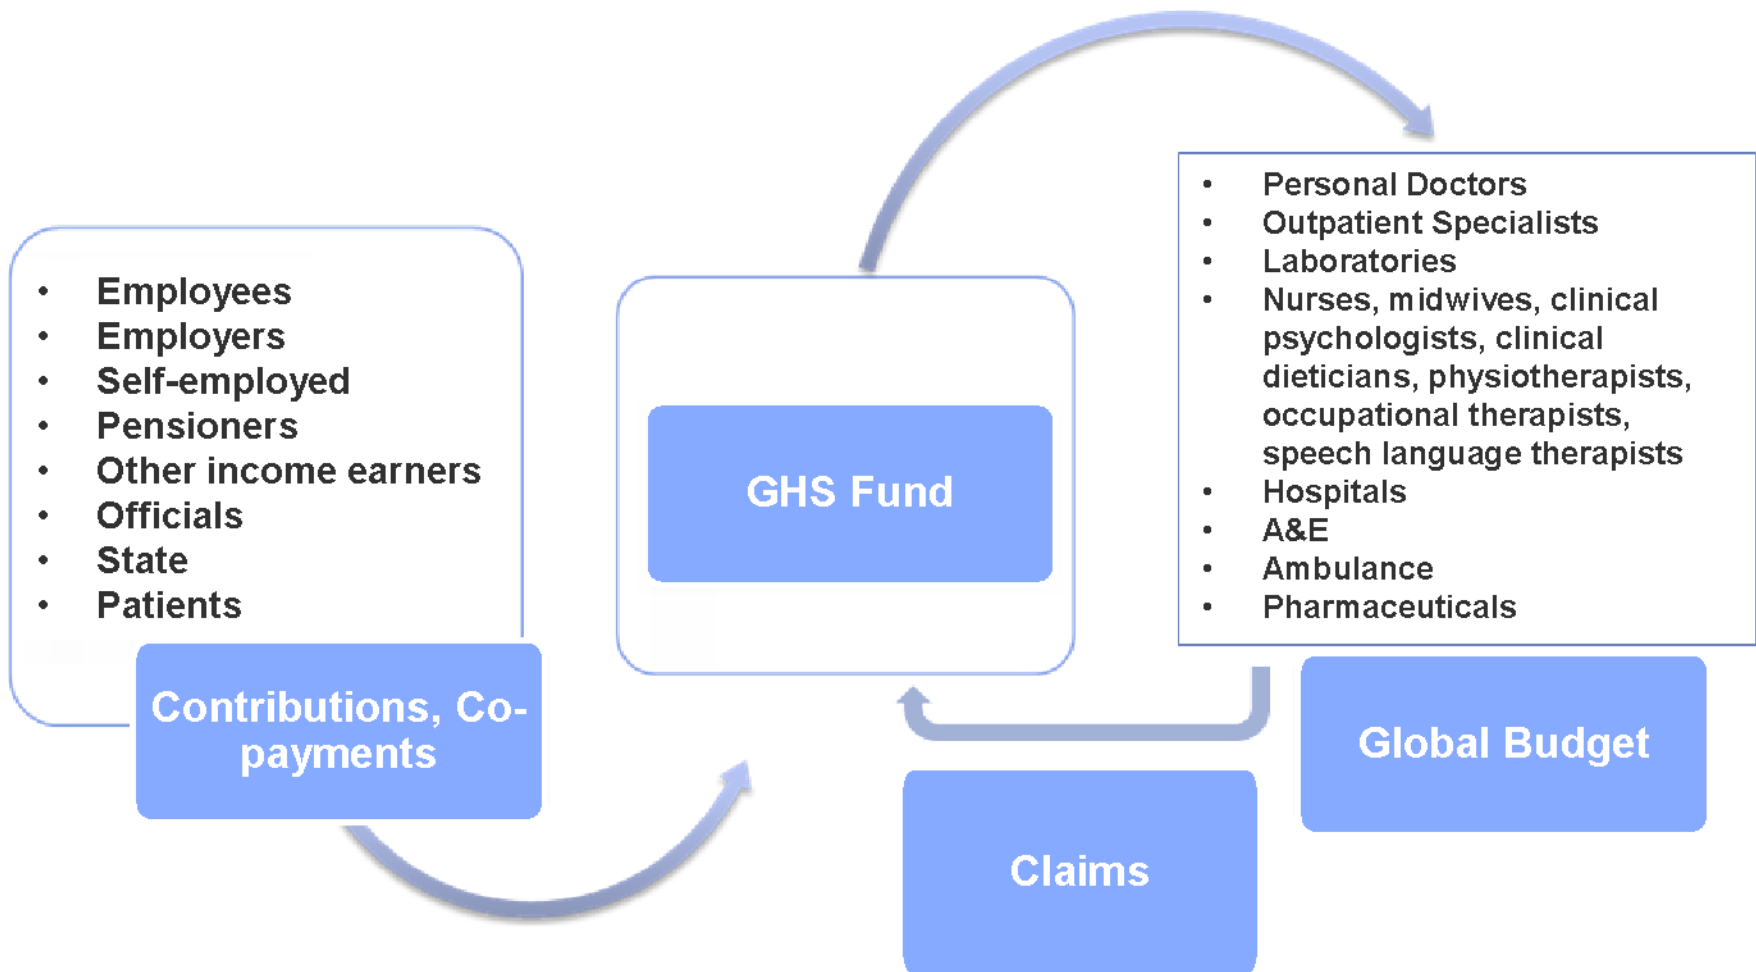 • Employees
• Employers
• Self-employed
• Pensioners
• Other income earners
• Officials
• State
• Patients
Contributions, Co-
payments
GHS Fund
• Personal Doctors
• Outpatient Specialists
• Laboratories
• Nurses, midwives, clinical
psychologists, clinical
dieticians, physiotherapists,
occupational therapists,
speech language therapists
• Hospitals
• A&E
• Ambulance
• Pharmaceuticals
Global Budget
Claims